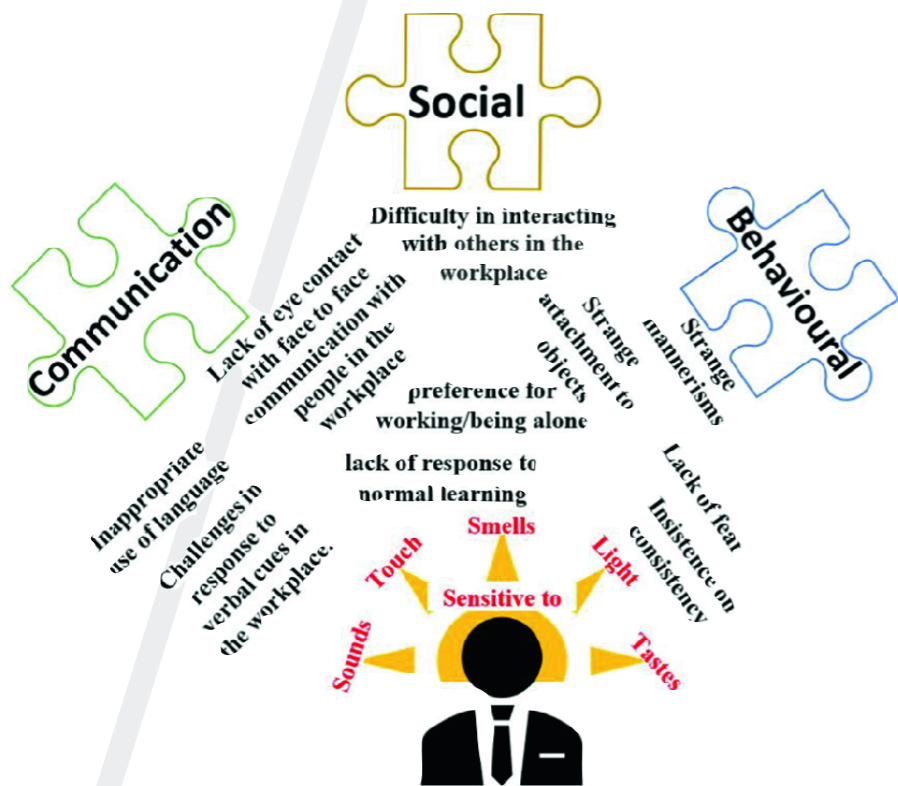 Social
Communication
Behavioural
Difficulty in interacting
with others in the
workplace
Lack of eye contact
with face to face
communication with
people in the
workplace
Strange
attachment to
objects
Strange
mannerisms
preference for
working/being alone
lack of response to
normal learning
Inappropriate
use of language
Challenges in
response to
verbal cues in
the workplace.
Lack of fear
Insistence on
consistency
Smells
Touch
Light
Sensitive to
Sounds
Tastes